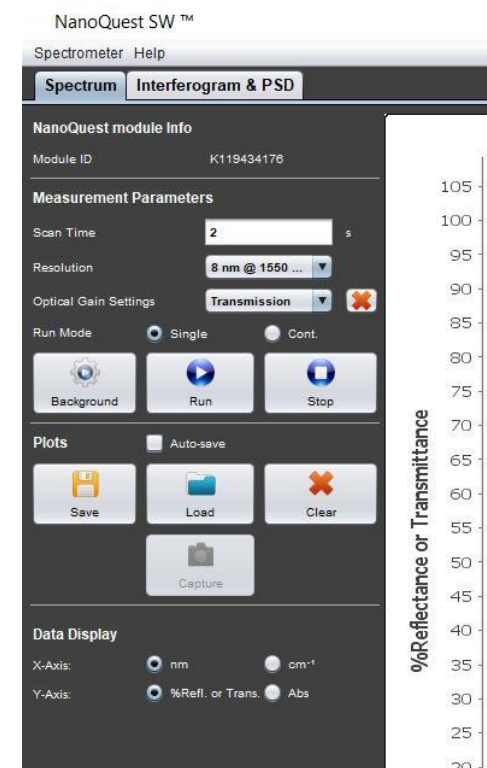 NanoQuest SW ™
Spectrometer Help
Spectrum Interferogram & PSD
NanoQuest module Info
Module ID K119434176
Measurement Parameters
Scan Time 2 s
Resolution 8 nm @ 1550 ...
Optical Gain Settings Transmission
Run Mode Single Cont.
Background Run Stop
Plots Auto-save
Save Load Clear
Capture
Data Display
X-Axis: nm cm⁻¹
Y-Axis: %Refl. or Trans. Abs
%Reflectance or Transmittance
105
100
95
90
85
80
75
70
65
60
55
50
45
40
35
30
25
20